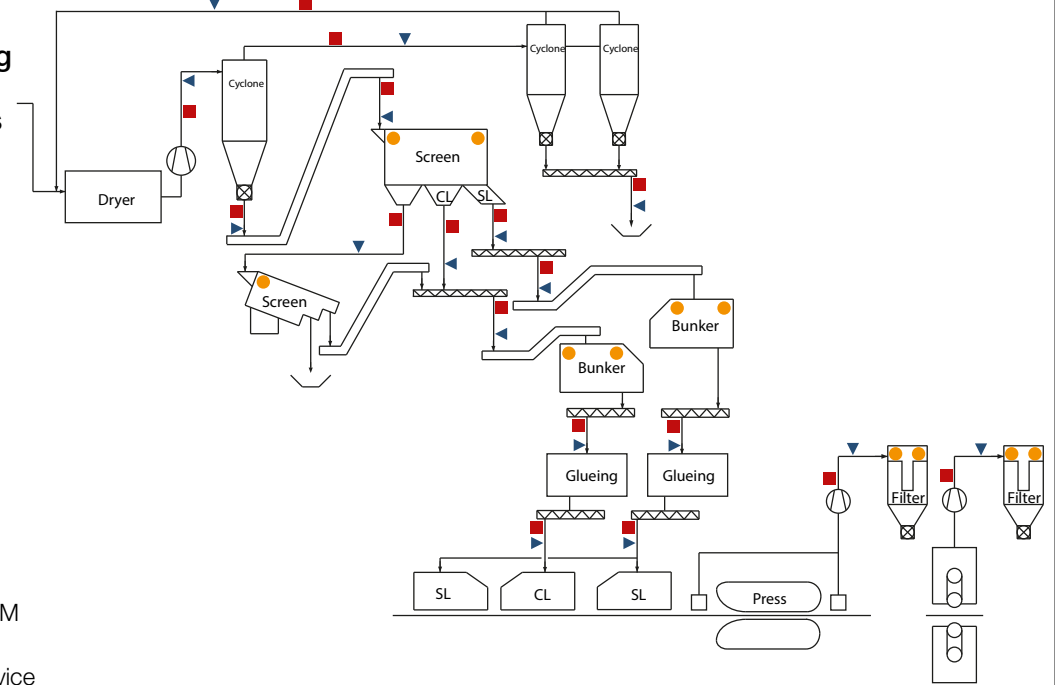 g
s
Cyclone
Cyclone
Cyclone
Dryer
Screen
CL
SL
Screen
Bunker
Bunker
Glueing
Glueing
Filter
Filter
SL
CL
SL
Press
M
vice